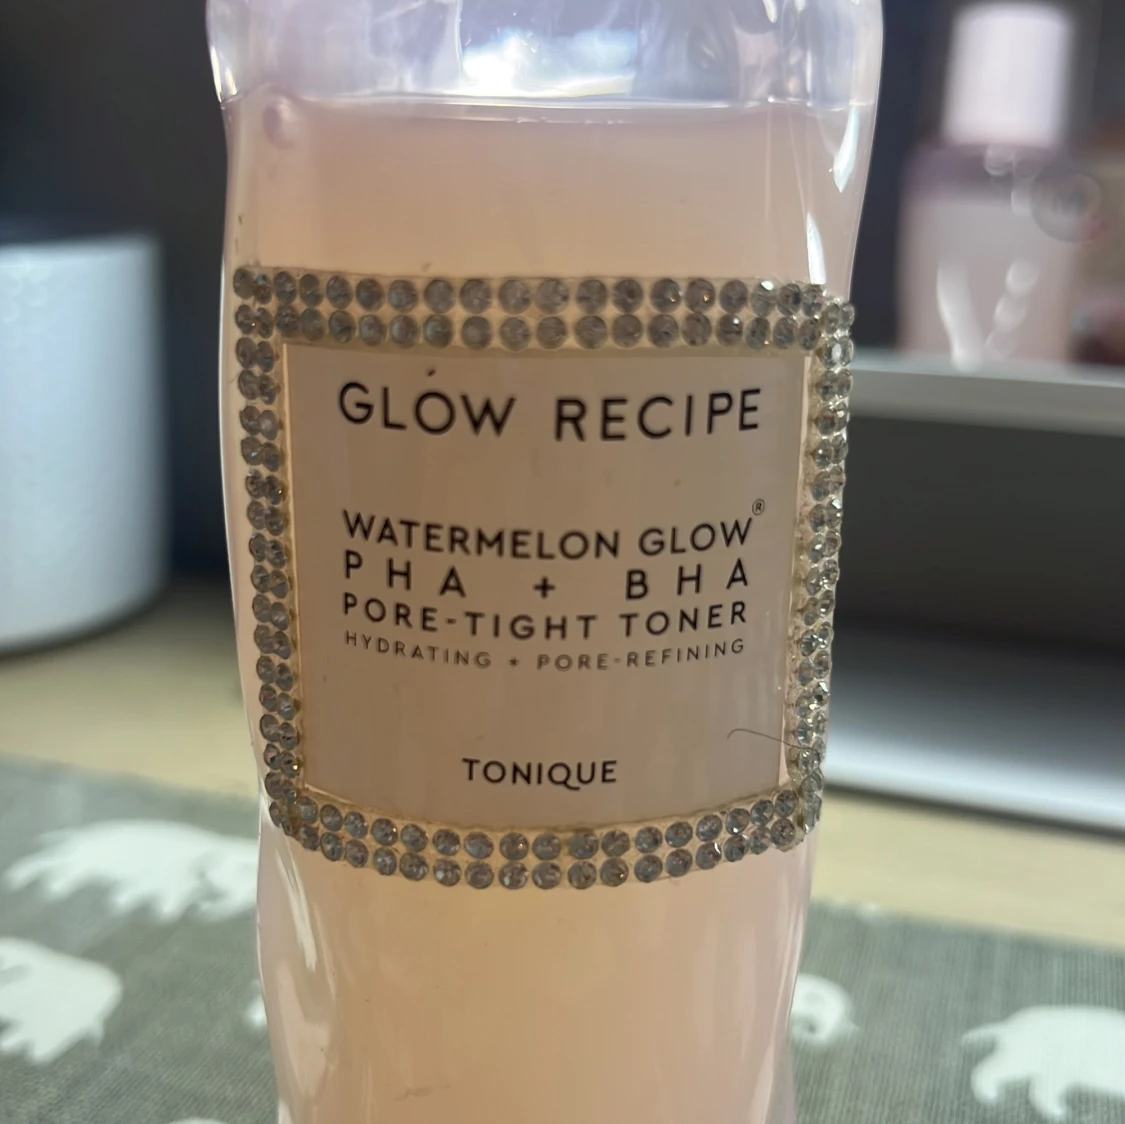 GLOW RECIPE
WATERMELON GLOW®
PHA + BHA
PORE-TIGHT TONER
HYDRATING + PORE-REFINING
TONIQUE